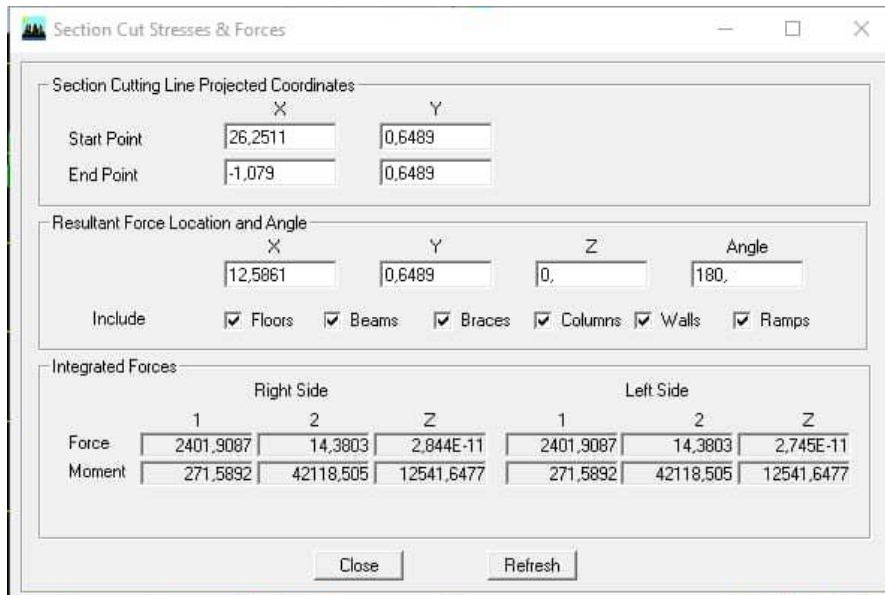 Section Cut Stresses & Forces
Section Cutting Line Projected Coordinates
X Y
Start Point 26,2511 0,6489
End Point -1,079 0,6489
Resultant Force Location and Angle
X Y Z Angle
12,5861 0,6489 0, 180,
Include Floors Beams Braces Columns Walls Ramps
Integrated Forces
Right Side Left Side
1 2 Z 1 2 Z
Force 2401,9087 14,3803 2,844E-11 2401,9087 14,3803 2,745E-11
Moment 271,5892 42118,505 12541,6477 271,5892 42118,505 12541,6477
Close Refresh